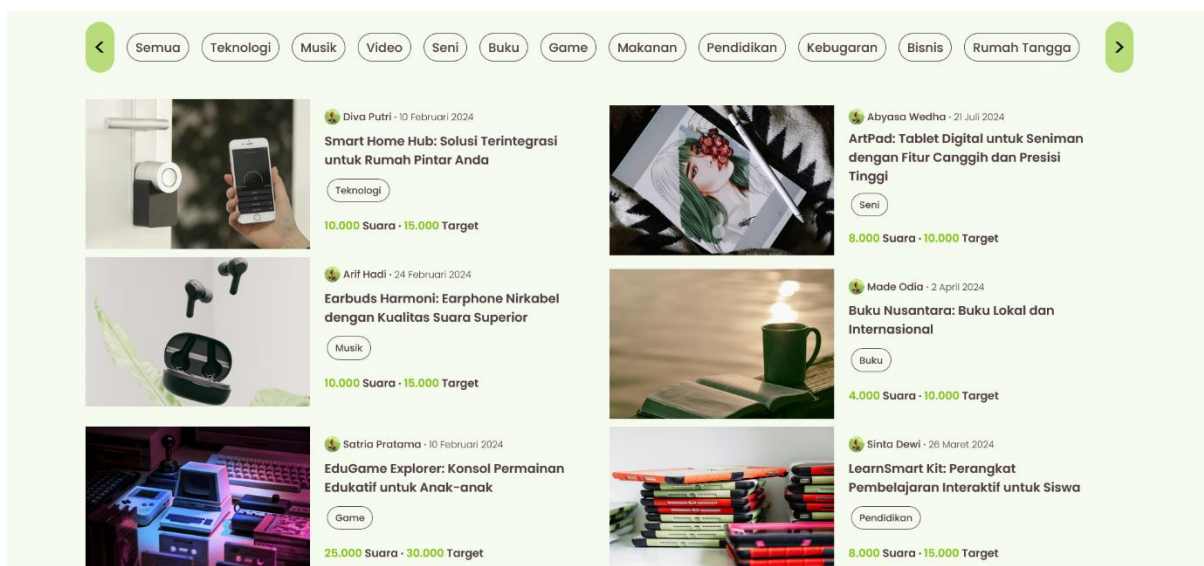 Semua Teknologi Musik Video Seni Buku Game Makanan Pendidikan Kebugaran Bisnis Rumah Tangga
Diva Putri · 10 Februari 2024
Smart Home Hub: Solusi Terintegrasi
untuk Rumah Pintar Anda
Teknologi
10.000 Suara · 15.000 Target
Abyasa Wedha · 21 Juli 2024
ArtPad: Tablet Digital untuk Seniman
dengan Fitur Canggih dan Presisi
Tinggi
Seni
8.000 Suara · 10.000 Target
Arif Hadi · 24 Februari 2024
Earbuds Harmoni: Earphone Nirkabel
dengan Kualitas Suara Superior
Musik
10.000 Suara · 15.000 Target
Made Odia · 2 April 2024
Buku Nusantara: Buku Lokal dan
Internasional
Buku
4.000 Suara · 10.000 Target
Satria Pratama · 10 Februari 2024
EduGame Explorer: Konsol Permainan
Edukatif untuk Anak-anak
Game
25.000 Suara · 30.000 Target
Sinta Dewi · 26 Maret 2024
LearnSmart Kit: Perangkat
Pembelajaran Interaktif untuk Siswa
Pendidikan
8.000 Suara · 15.000 Target